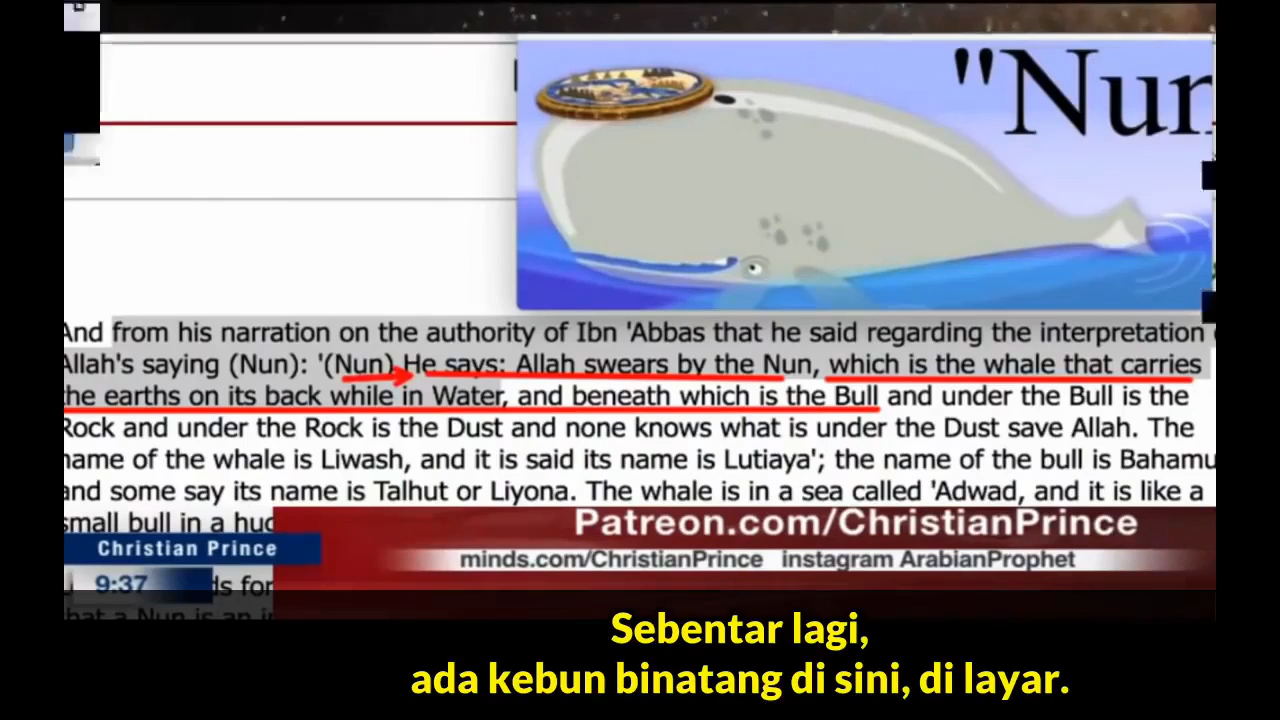 "Nun
And from his narration on the authority of Ibn 'Abbas that he said regarding the interpretation
Allah's saying (Nun): '(Nun) He says: Allah swears by the Nun, which is the whale that carries
the earths on its back while in Water, and beneath which is the Bull and under the Bull is the
Rock and under the Rock is the Dust and none knows what is under the Dust save Allah. The
name of the whale is Liwash, and it is said its name is Lutiaya'; the name of the bull is Bahamu
and some say its name is Talhut or Liyona. The whale is in a sea called 'Adwad, and it is like a
small bull in a
Patreon.com/ChristianPrince
Christian Prince
minds.com/ChristianPrince instagram ArabianProphet
9:37
for
that a Nun is an
Sebentar lagi,
ada kebun binatang di sini, di layar.